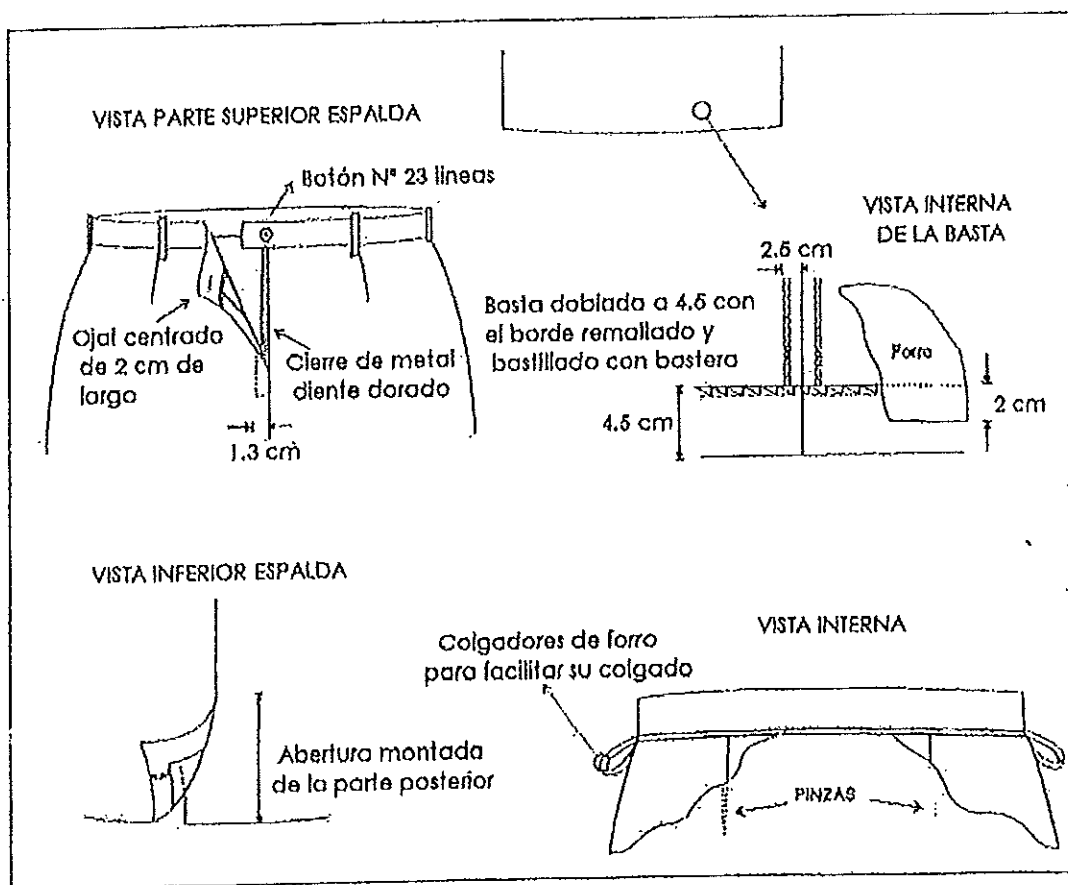 VISTA PARTE SUPERIOR ESPALDA
Botón Nº 23 lineas
Ojal centrado
de 2 cm de
largo
Cierre de metal
diente dorado
1.3 cm
VISTA INTERNA
DE LA BASTA
2.5 cm
Basta doblada a 4.5 con
el borde remallado y
bastillado con bastera
Forro
4.5 cm
2 cm
VISTA INFERIOR ESPALDA
Abertura montada
de la parte posterior
Colgadores de forro
para facilitar su colgado
VISTA INTERNA
PINZAS